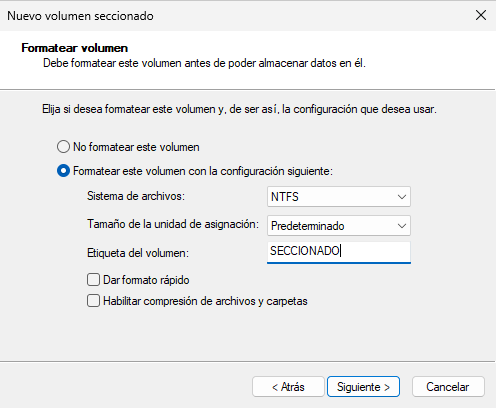 Nuevo volumen seccionado
Formatear volumen
Debe formatear este volumen antes de poder almacenar datos en él.
Elija si desea formatear este volumen y, de ser así, la configuración que desea usar.
No formatear este volumen
Formatear este volumen con la configuración siguiente:
Sistema de archivos: NTFS
Tamaño de la unidad de asignación: Predeterminado
Etiqueta del volumen: SECCIONADO
Dar formato rápido
Habilitar compresión de archivos y carpetas
< Atrás Siguiente > Cancelar